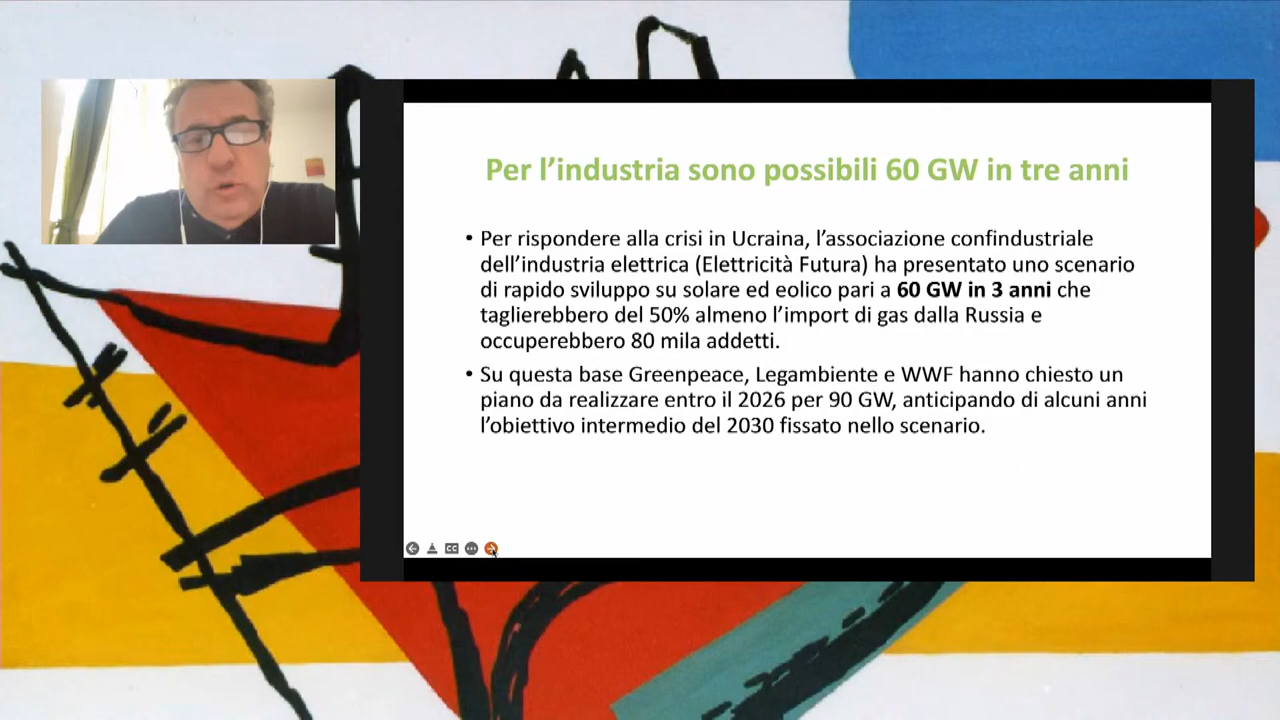 Per l’industria sono possibili 60 GW in tre anni
• Per rispondere alla crisi in Ucraina, l’associazione confindustriale
dell’industria elettrica (Elettricità Futura) ha presentato uno scenario
di rapido sviluppo su solare ed eolico pari a 60 GW in 3 anni che
taglierebbero del 50% almeno l’import di gas dalla Russia e
occuperebbero 80 mila addetti.
• Su questa base Greenpeace, Legambiente e WWF hanno chiesto un
piano da realizzare entro il 2026 per 90 GW, anticipando di alcuni anni
l’obiettivo intermedio del 2030 fissato nello scenario.
CC